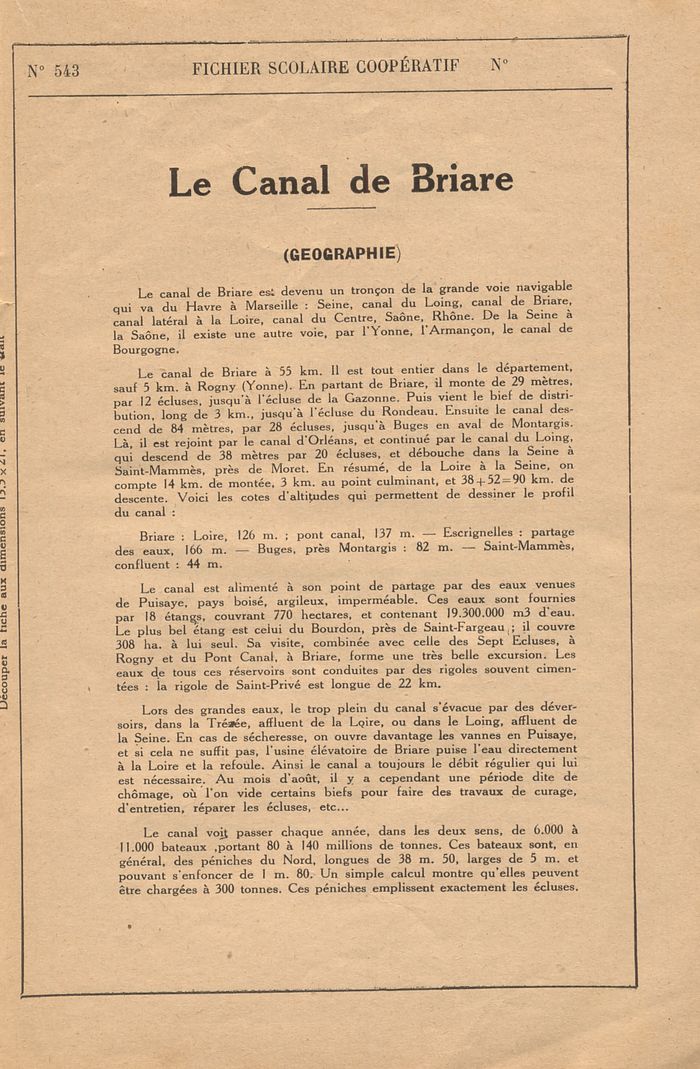 N° 543 FICHIER SCOLAIRE COOPÉRATIF N°
Le Canal de Briare
(GEOGRAPHIE)
Le canal de Briare est devenu un tronçon de la grande voie navigable
qui va du Havre à Marseille : Seine, canal du Loing, canal de Briare,
canal latéral à la Loire, canal du Centre, Saône, Rhône. De la Seine à
la Saône, il existe une autre voie, par l'Yonne, l'Armançon, le canal de
Bourgogne.
Le canal de Briare à 55 km. Il est tout entier dans le département,
sauf 5 km. à Rogny (Yonne). En partant de Briare, il monte de 29 mètres,
par 12 écluses, jusqu'à l'écluse de la Gazonne. Puis vient le bief de distri-
bution, long de 3 km., jusqu'à l'écluse du Rondeau. Ensuite le canal des-
cend de 84 mètres, par 28 écluses, jusqu'à Buges en aval de Montargis.
Là, il est rejoint par le canal d'Orléans, et continué par le canal du Loing,
qui descend de 38 mètres par 20 écluses, et débouche dans la Seine à
Saint-Mammès, près de Moret. En résumé, de la Loire à la Seine, on
compte 14 km. de montée, 3 km. au point culminant, et 38+52=90 km. de
descente. Voici les cotes d'altitudes qui permettent de dessiner le profil
du canal :
Briare : Loire, 126 m. ; pont canal, 137 m. — Escrignelles : partage
des eaux, 166 m. — Buges, près Montargis : 82 m. — Saint-Mammès,
confluent : 44 m.
Le canal est alimenté à son point de partage par des eaux venues
de Puisaye, pays boisé, argileux, imperméable. Ces eaux sont fournies
par 18 étangs, couvrant 770 hectares, et contenant 19.300.000 m3 d'eau.
Le plus bel étang est celui du Bourdon, près de Saint-Fargeau ; il couvre
308 ha. à lui seul. Sa visite, combinée avec celle des Sept Ecluses, à
Rogny et du Pont Canal, à Briare, forme une très belle excursion. Les
eaux de tous ces réservoirs sont conduites par des rigoles souvent cimen-
tées : la rigole de Saint-Privé est longue de 22 km.
Lors des grandes eaux, le trop plein du canal s'évacue par des déver-
soirs, dans la Trézée, affluent de la Loire, ou dans le Loing, affluent de
la Seine. En cas de sécheresse, on ouvre davantage les vannes en Puisaye,
et si cela ne suffit pas, l'usine élévatoire de Briare puise l'eau directement
à la Loire et la refoule. Ainsi le canal a toujours le débit régulier qui lui
est nécessaire. Au mois d'août, il y a cependant une période dite de
chômage, où l'on vide certains biefs pour faire des travaux de curage,
d'entretien, réparer les écluses, etc...
Le canal voit passer chaque année, dans les deux sens, de 6.000 à
11.000 bateaux ,portant 80 à 140 millions de tonnes. Ces bateaux sont, en
général, des péniches du Nord, longues de 38 m. 50, larges de 5 m. et
pouvant s'enfoncer de 1 m. 80. Un simple calcul montre qu'elles peuvent
être chargées à 300 tonnes. Ces péniches emplissent exactement les écluses.
Découper la fiche aux dimensions 13,5 × 21, en suivant le trait